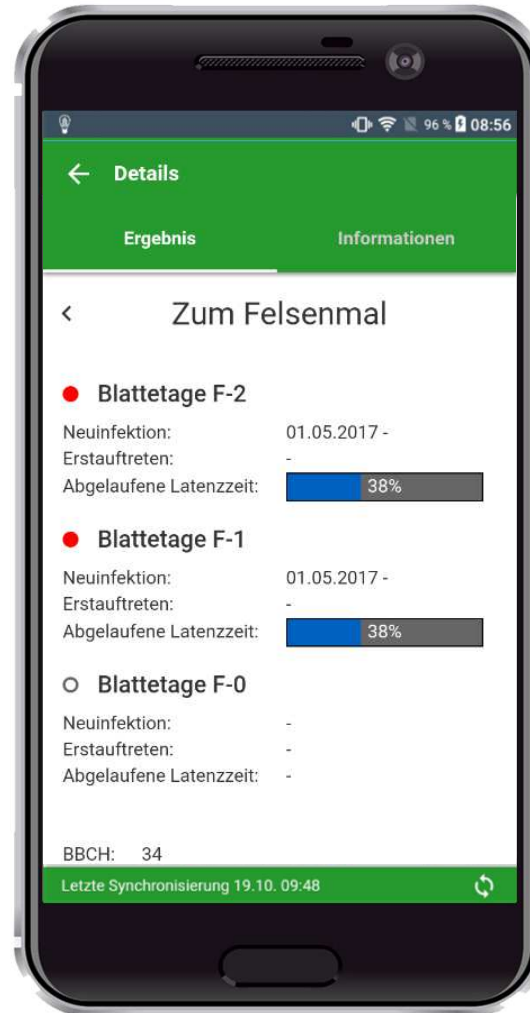 96 % 08:56
Details
Ergebnis Informationen
Zum Felsenmal
Blattetage F-2
Neuinfektion: 01.05.2017 -
Erstauftreten: -
Abgelaufene Latenzzeit: 38%
Blattetage F-1
Neuinfektion: 01.05.2017 -
Erstauftreten: -
Abgelaufene Latenzzeit: 38%
Blattetage F-0
Neuinfektion: -
Erstauftreten: -
Abgelaufene Latenzzeit: -
BBCH: 34
Letzte Synchronisierung 19.10. 09:48